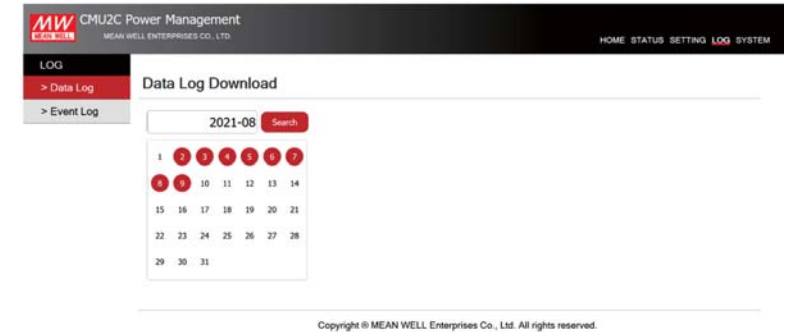 MW
MEAN WELL
CMU2C Power Management
MEAN WELL ENTERPRISES CO., LTD.
HOME STATUS SETTING LOG SYSTEM
LOG
> Data Log
> Event Log
Data Log Download
2021-08 Search
1 2 3 4 5 6 7
8 9 10 11 12 13 14
15 16 17 18 19 20 21
22 23 24 25 26 27 28
29 30 31
Copyright ® MEAN WELL Enterprises Co., Ltd. All rights reserved.